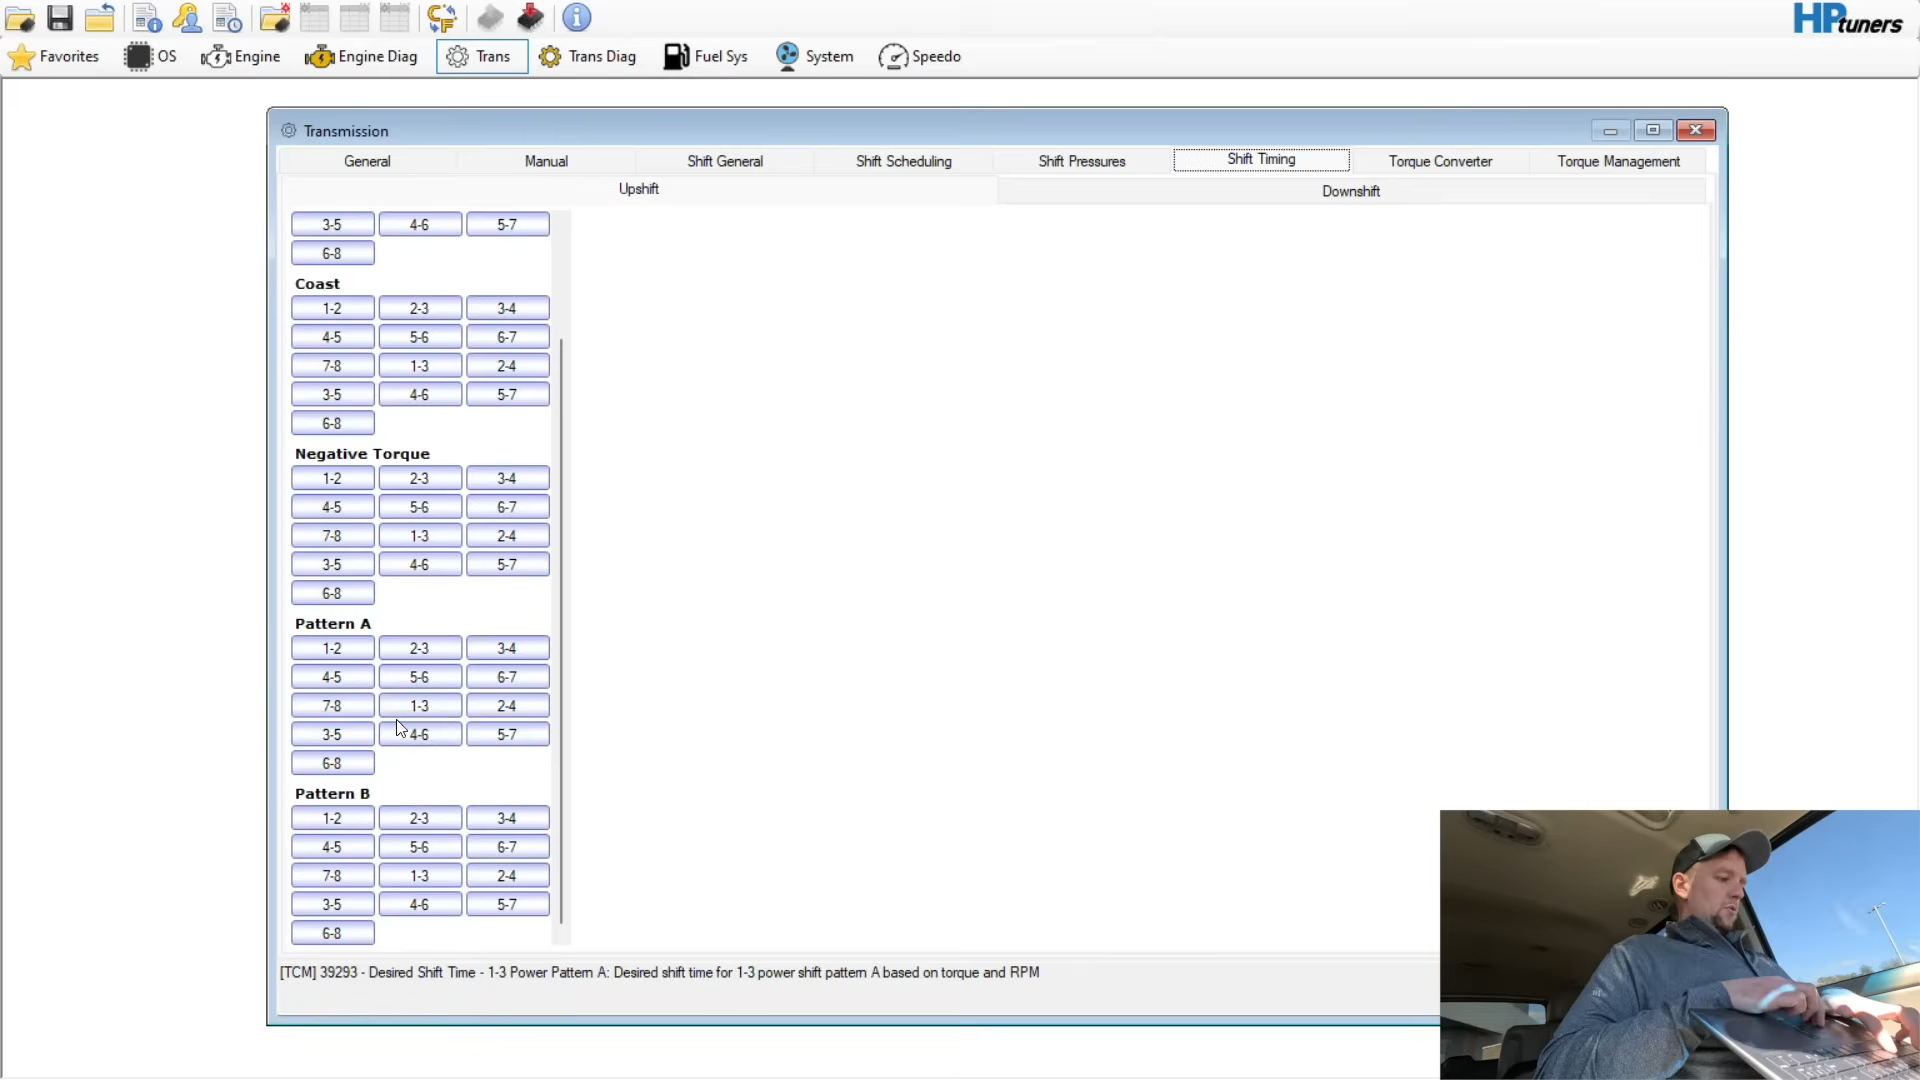 HPtuners
Favorites OS Engine Engine Diag Trans Trans Diag Fuel Sys System Speedo
Transmission
General Manual Shift General Shift Scheduling Shift Pressures Shift Timing Torque Converter Torque Management
Upshift Downshift
3-5 4-6 5-7
6-8
Coast
1-2 2-3 3-4
4-5 5-6 6-7
7-8 1-3 2-4
3-5 4-6 5-7
6-8
Negative Torque
1-2 2-3 3-4
4-5 5-6 6-7
7-8 1-3 2-4
3-5 4-6 5-7
6-8
Pattern A
1-2 2-3 3-4
4-5 5-6 6-7
7-8 1-3 2-4
3-5 4-6 5-7
6-8
Pattern B
1-2 2-3 3-4
4-5 5-6 6-7
7-8 1-3 2-4
3-5 4-6 5-7
6-8
[TCM] 39293 - Desired Shift Time - 1-3 Power Pattern A: Desired shift time for 1-3 power shift pattern A based on torque and RPM